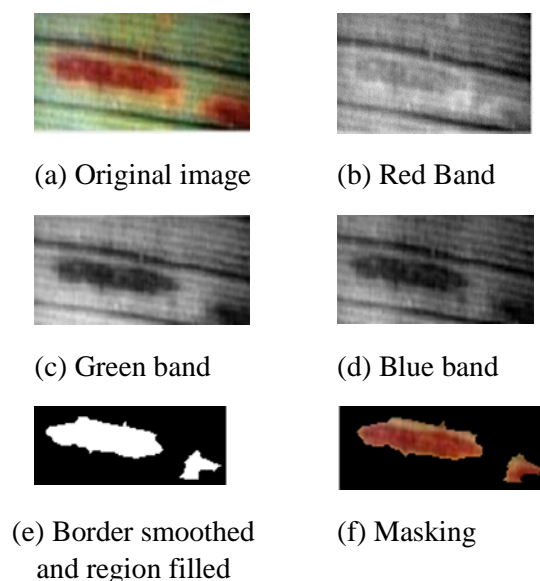 (a) Original image
(b) Red Band
(c) Green band
(d) Blue band
(e) Border smoothed
and region filled
(f) Masking